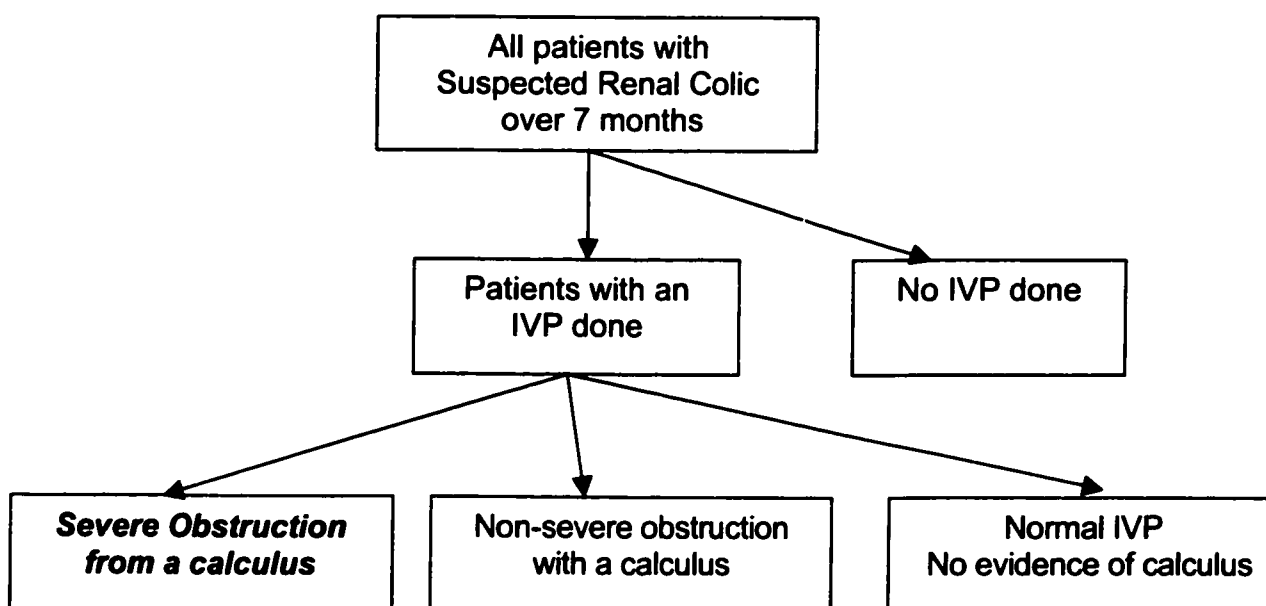 All patients with
Suspected Renal Colic
over 7 months
Patients with an
IVP done
No IVP done
Severe Obstruction
from a calculus
Non-severe obstruction
with a calculus
Normal IVP
No evidence of calculus